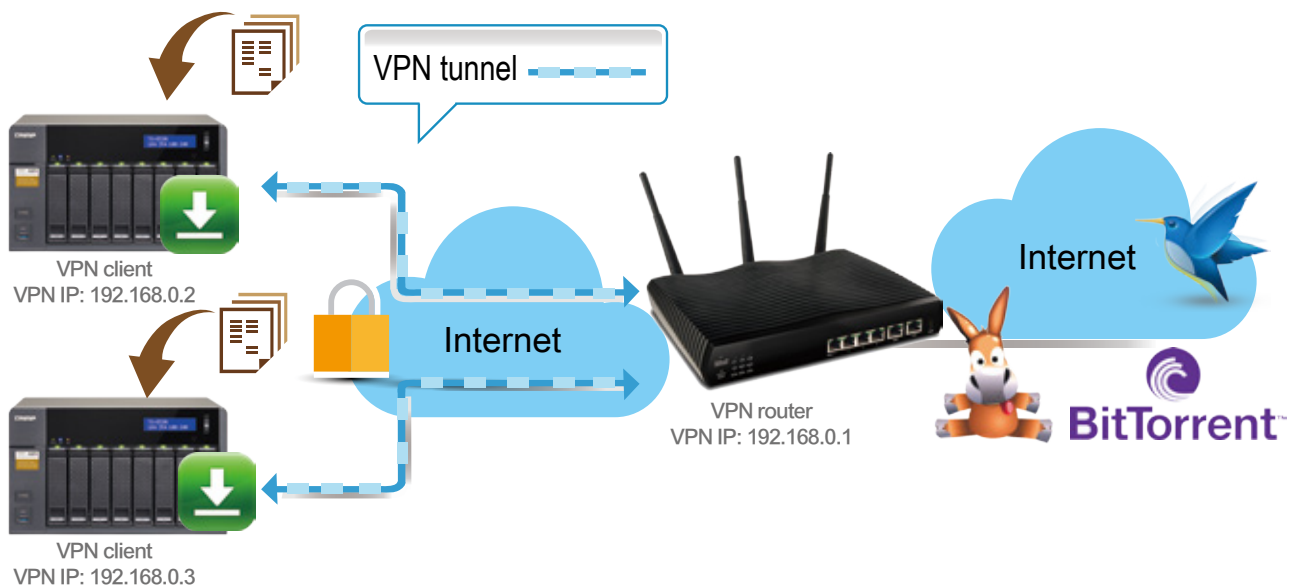 VPN tunnel
VPN client
VPN IP: 192.168.0.2
Internet
VPN client
VPN IP: 192.168.0.3
VPN router
VPN IP: 192.168.0.1
Internet
BitTorrent™